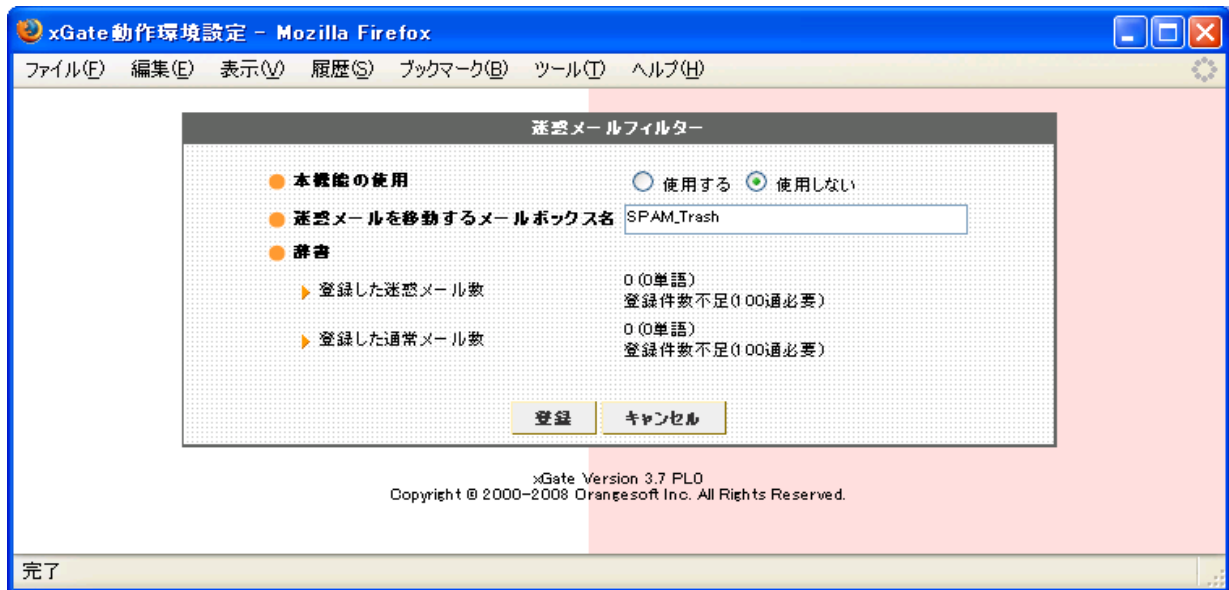 xGate動作環境設定 - Mozilla Firefox
ファイル(F) 編集(E) 表示(V) 履歴(S) ブックマーク(B) ツール(T) ヘルプ(H)
迷惑メールフィルター
本機能の使用 使用する 使用しない
迷惑メールを移動するメールボックス名 SPAM_Trash
辞書
登録した迷惑メール数 0 (0単語)
登録件数不足(100通必要)
登録した通常メール数 0 (0単語)
登録件数不足(100通必要)
登録 キャンセル
xGate Version 3.7 PL0
Copyright © 2000-2008 Orangesoft Inc. All Rights Reserved.
完了